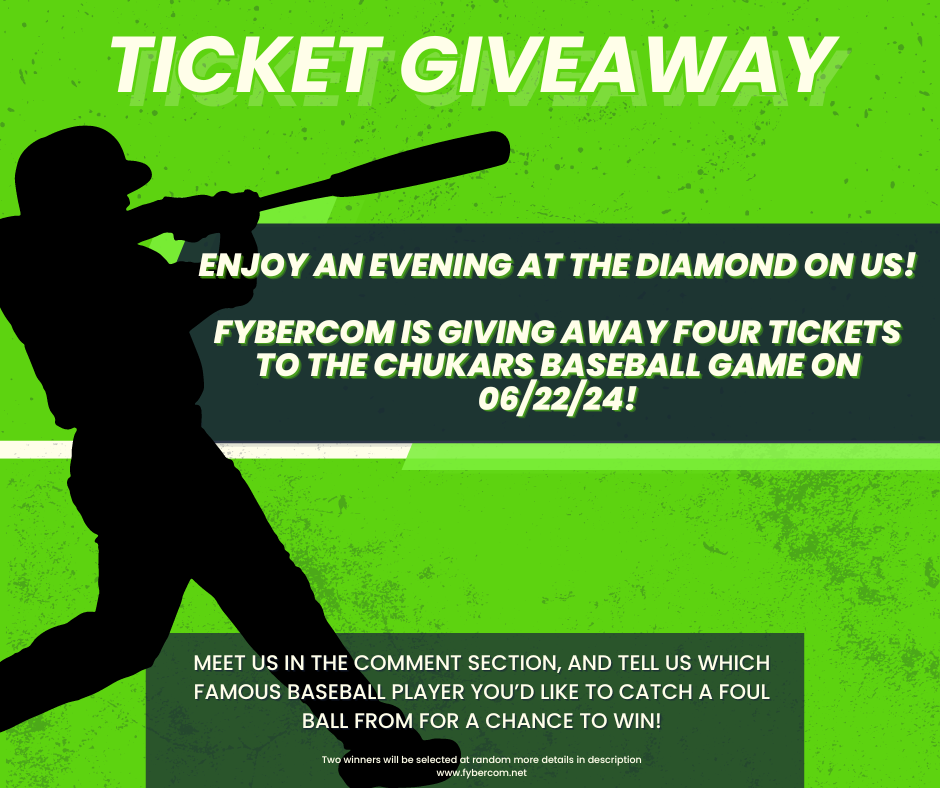 TICKET GIVEAWAY
ENJOY AN EVENING AT THE DIAMOND ON US!
FYBERCOM IS GIVING AWAY FOUR TICKETS
TO THE CHUKARS BASEBALL GAME ON
06/22/24!
MEET US IN THE COMMENT SECTION, AND TELL US WHICH
FAMOUS BASEBALL PLAYER YOU’D LIKE TO CATCH A FOUL
BALL FROM FOR A CHANCE TO WIN!
Two winners will be selected at random more details in description
www.fybercom.net